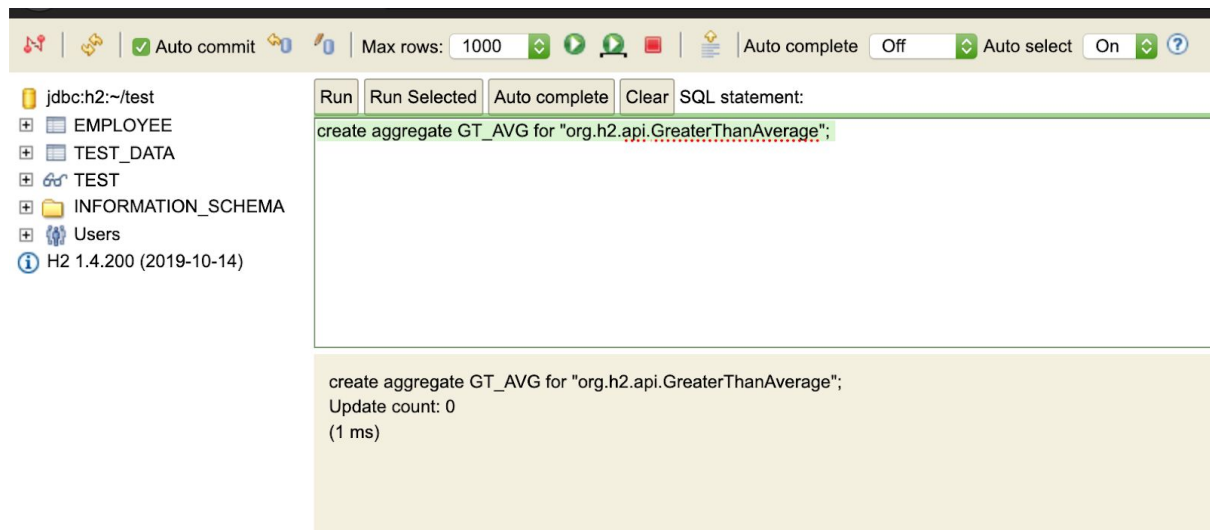 Auto commit Max rows: 1000 Auto complete Off Auto select On ?
jdbc:h2:~/test
EMPLOYEE
TEST_DATA
TEST
INFORMATION_SCHEMA
Users
H2 1.4.200 (2019-10-14)
Run Run Selected Auto complete Clear SQL statement:
create aggregate GT_AVG for "org.h2.api.GreaterThanAverage";
create aggregate GT_AVG for "org.h2.api.GreaterThanAverage";
Update count: 0
(1 ms)